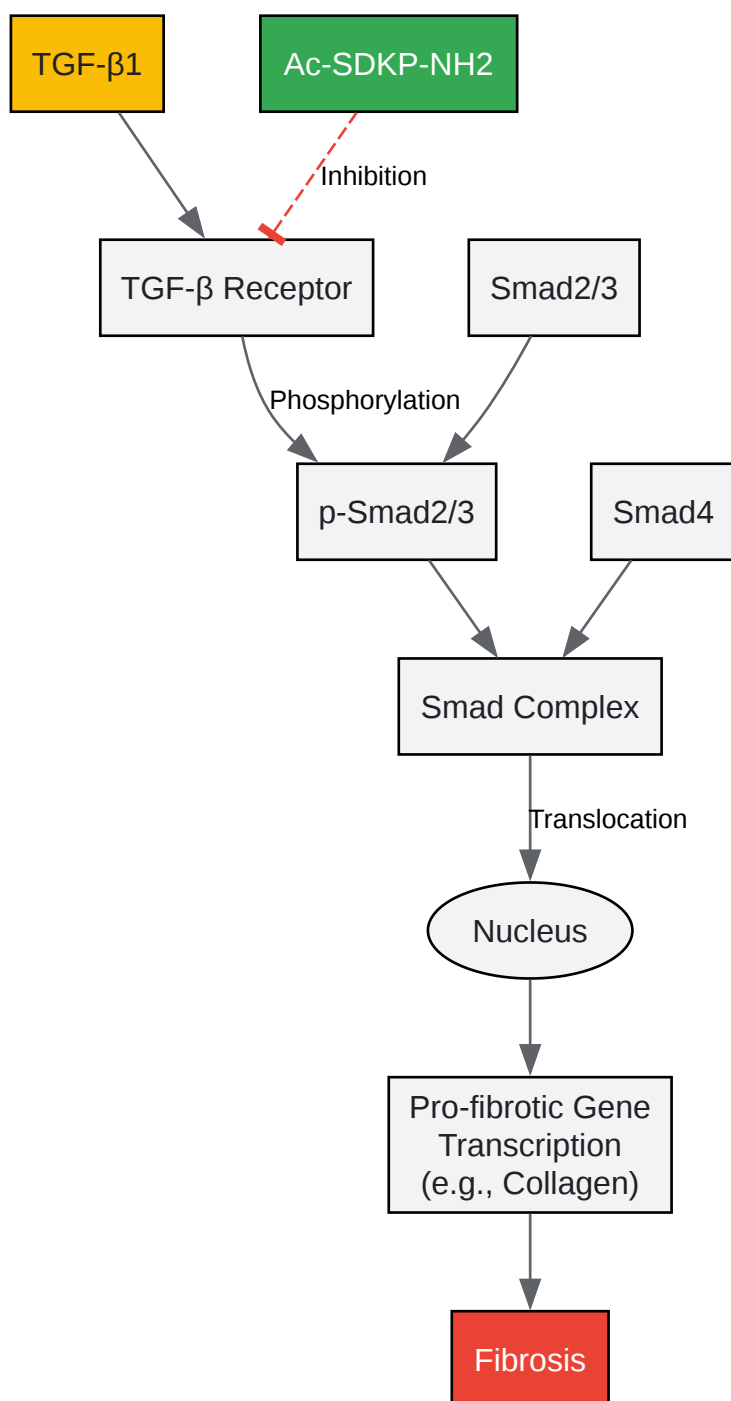 TGF-β1
Ac-SDKP-NH2
Inhibition
TGF-β Receptor
Smad2/3
Phosphorylation
p-Smad2/3
Smad4
Smad Complex
Translocation
Nucleus
Pro-fibrotic Gene
Transcription
(e.g., Collagen)
Fibrosis